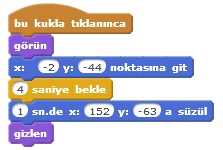 bu kukla tıklanınca
görün
x: -2 y: -44 noktasına git
4 saniye bekle
1 sn.de x: 152 y: -63 a süzül
gizlen